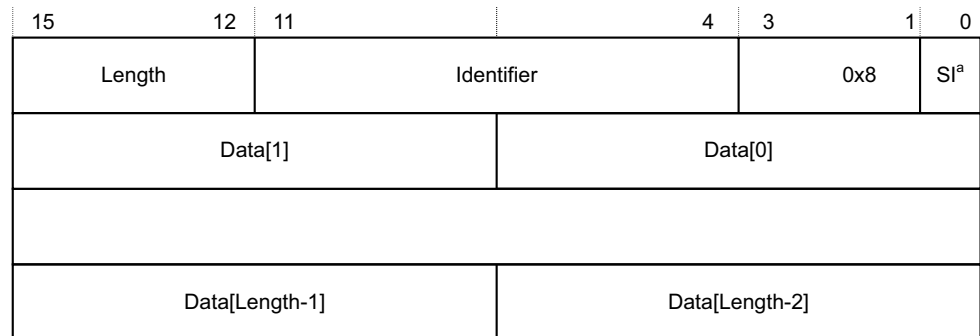 15 12 11 4 3 1 0
Length Identifier 0x8 SIᵃ
Data[1] Data[0]
Data[Length-1] Data[Length-2]